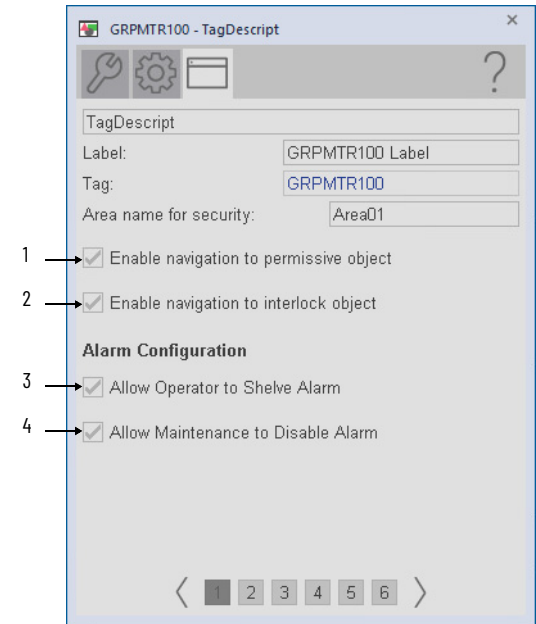 GRPMTR100 - TagDescript
TagDescript
Label: GRPMTR100 Label
Tag: GRPMTR100
Area name for security: Area01
1 Enable navigation to permissive object
2 Enable navigation to interlock object
Alarm Configuration
3 Allow Operator to Shelve Alarm
4 Allow Maintenance to Disable Alarm
1 2 3 4 5 6